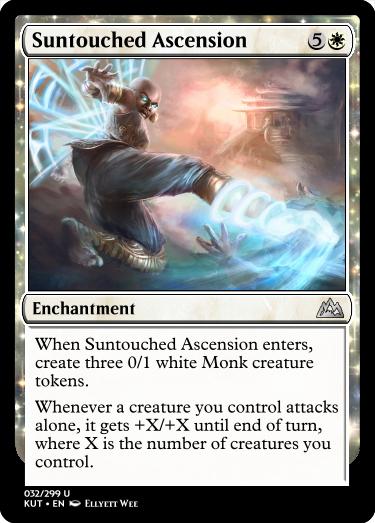 Suntouched Ascension 5
Enchantment
When Suntouched Ascension enters,
create three 0/1 white Monk creature
tokens.
Whenever a creature you control attacks
alone, it gets +X/+X until end of turn,
where X is the number of creatures you
control.
032/299 U
KUT • EN Ellyett Wee